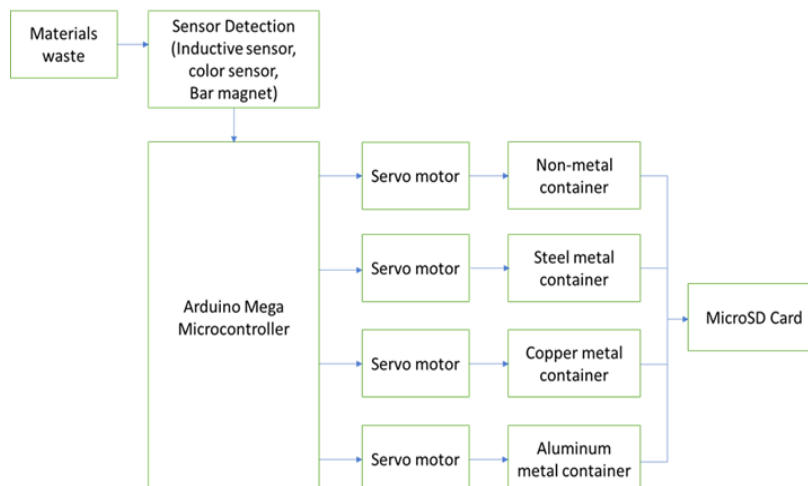 Materials
waste
Sensor Detection
(Inductive sensor,
color sensor,
Bar magnet)
Arduino Mega
Microcontroller
Servo motor
Non-metal
container
Servo motor
Steel metal
container
Servo motor
Copper metal
container
Servo motor
Aluminum
metal container
MicroSD Card